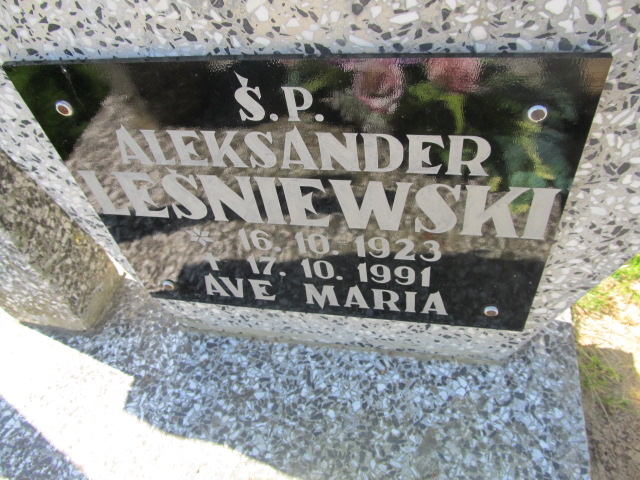 Ś.P.
ALEKSANDER
LEŚNIEWSKI
* 16.10.1923
† 17.10.1991
AVE MARIA